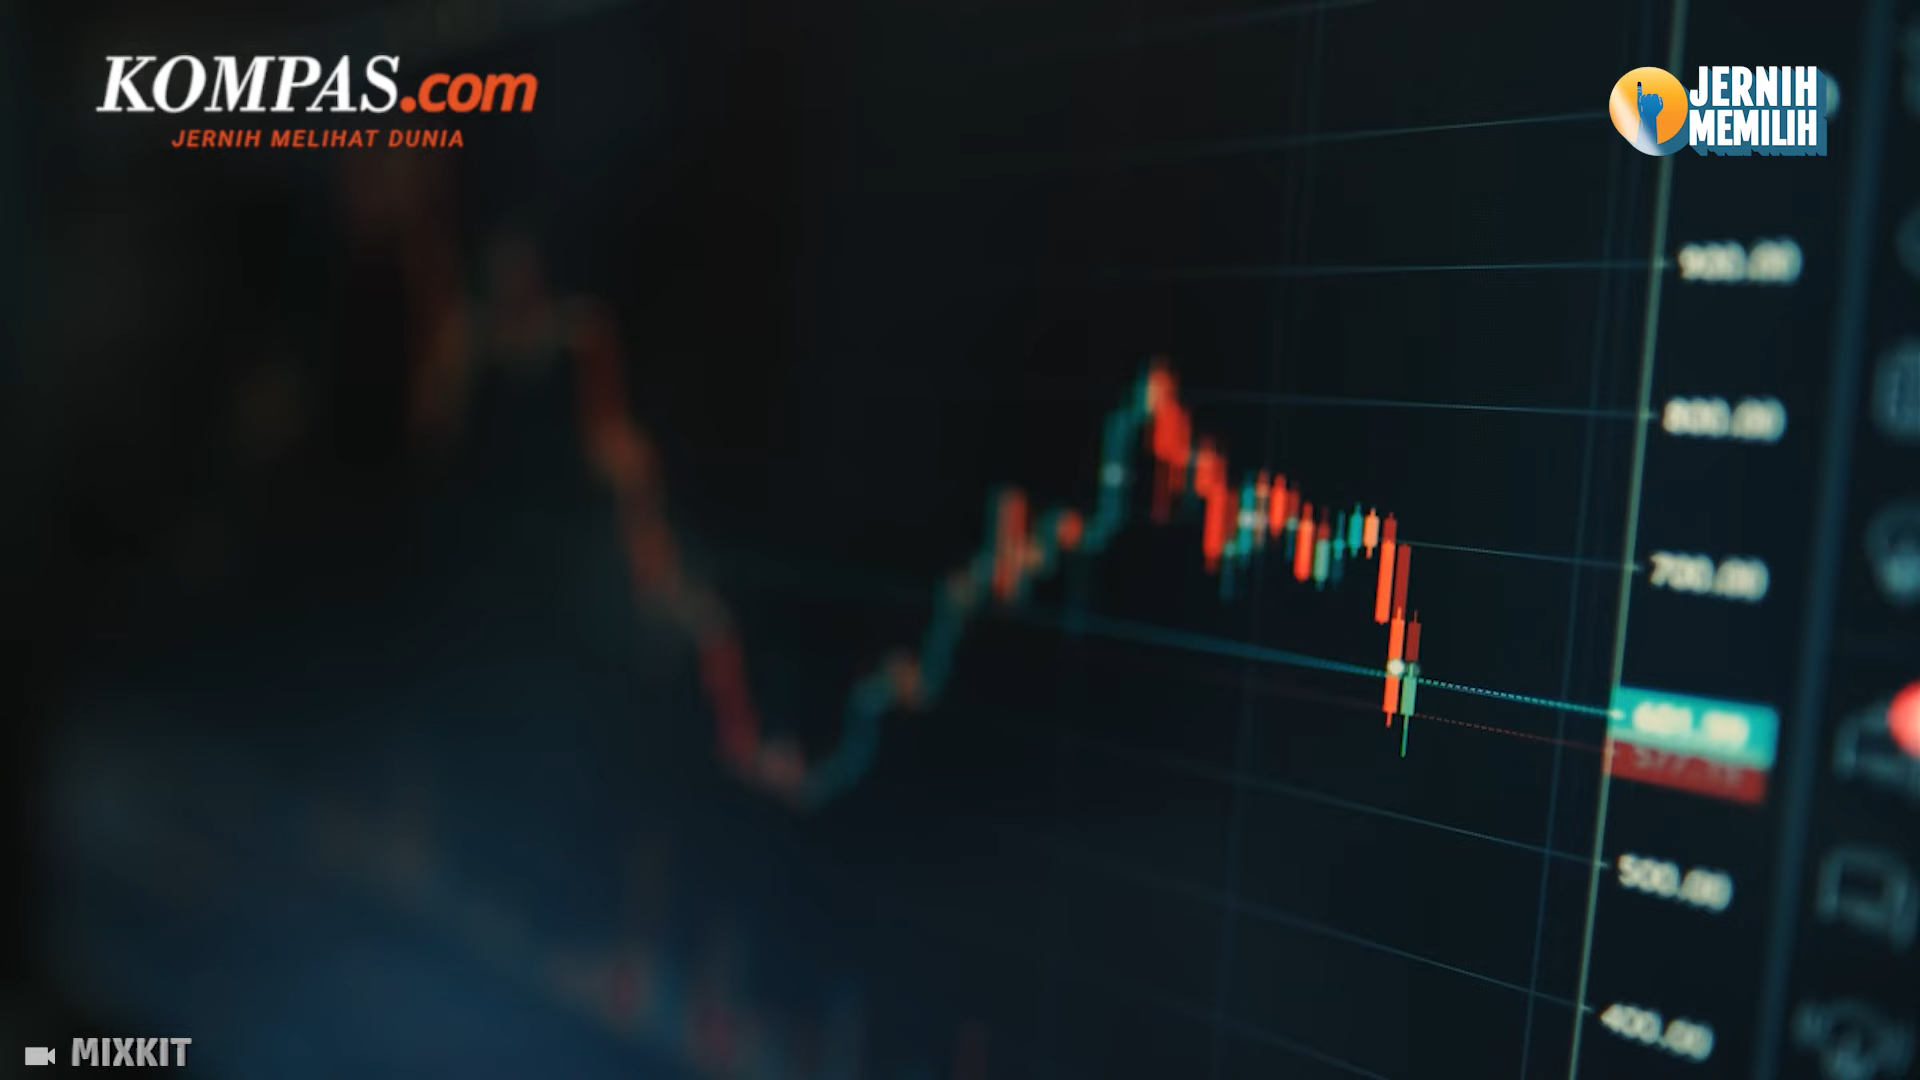 KOMPAS.com
JERNIH MELIHAT DUNIA
JERNIH
MEMILIH
900.00
800.00
700.00
500.00
400.00
MIXKIT